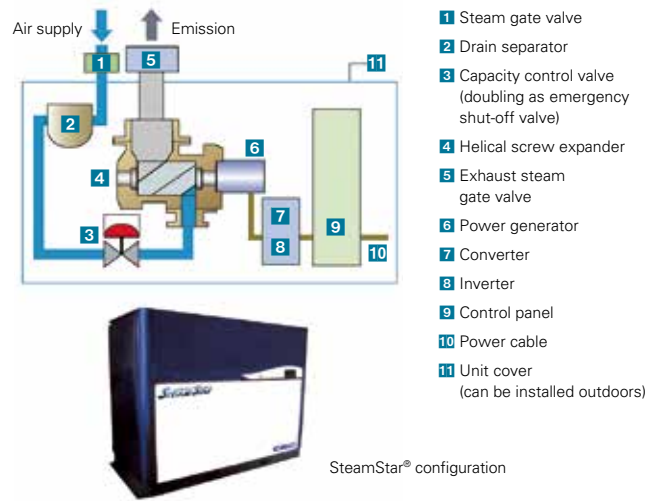 Air supply
Emission
1
5
11
2
6
4
7
3
8
9
10
1 Steam gate valve
2 Drain separator
3 Capacity control valve
(doubling as emergency
shut-off valve)
4 Helical screw expander
5 Exhaust steam
gate valve
6 Power generator
7 Converter
8 Inverter
9 Control panel
10 Power cable
11 Unit cover
(can be installed outdoors)
SteamStar
SteamStar® configuration